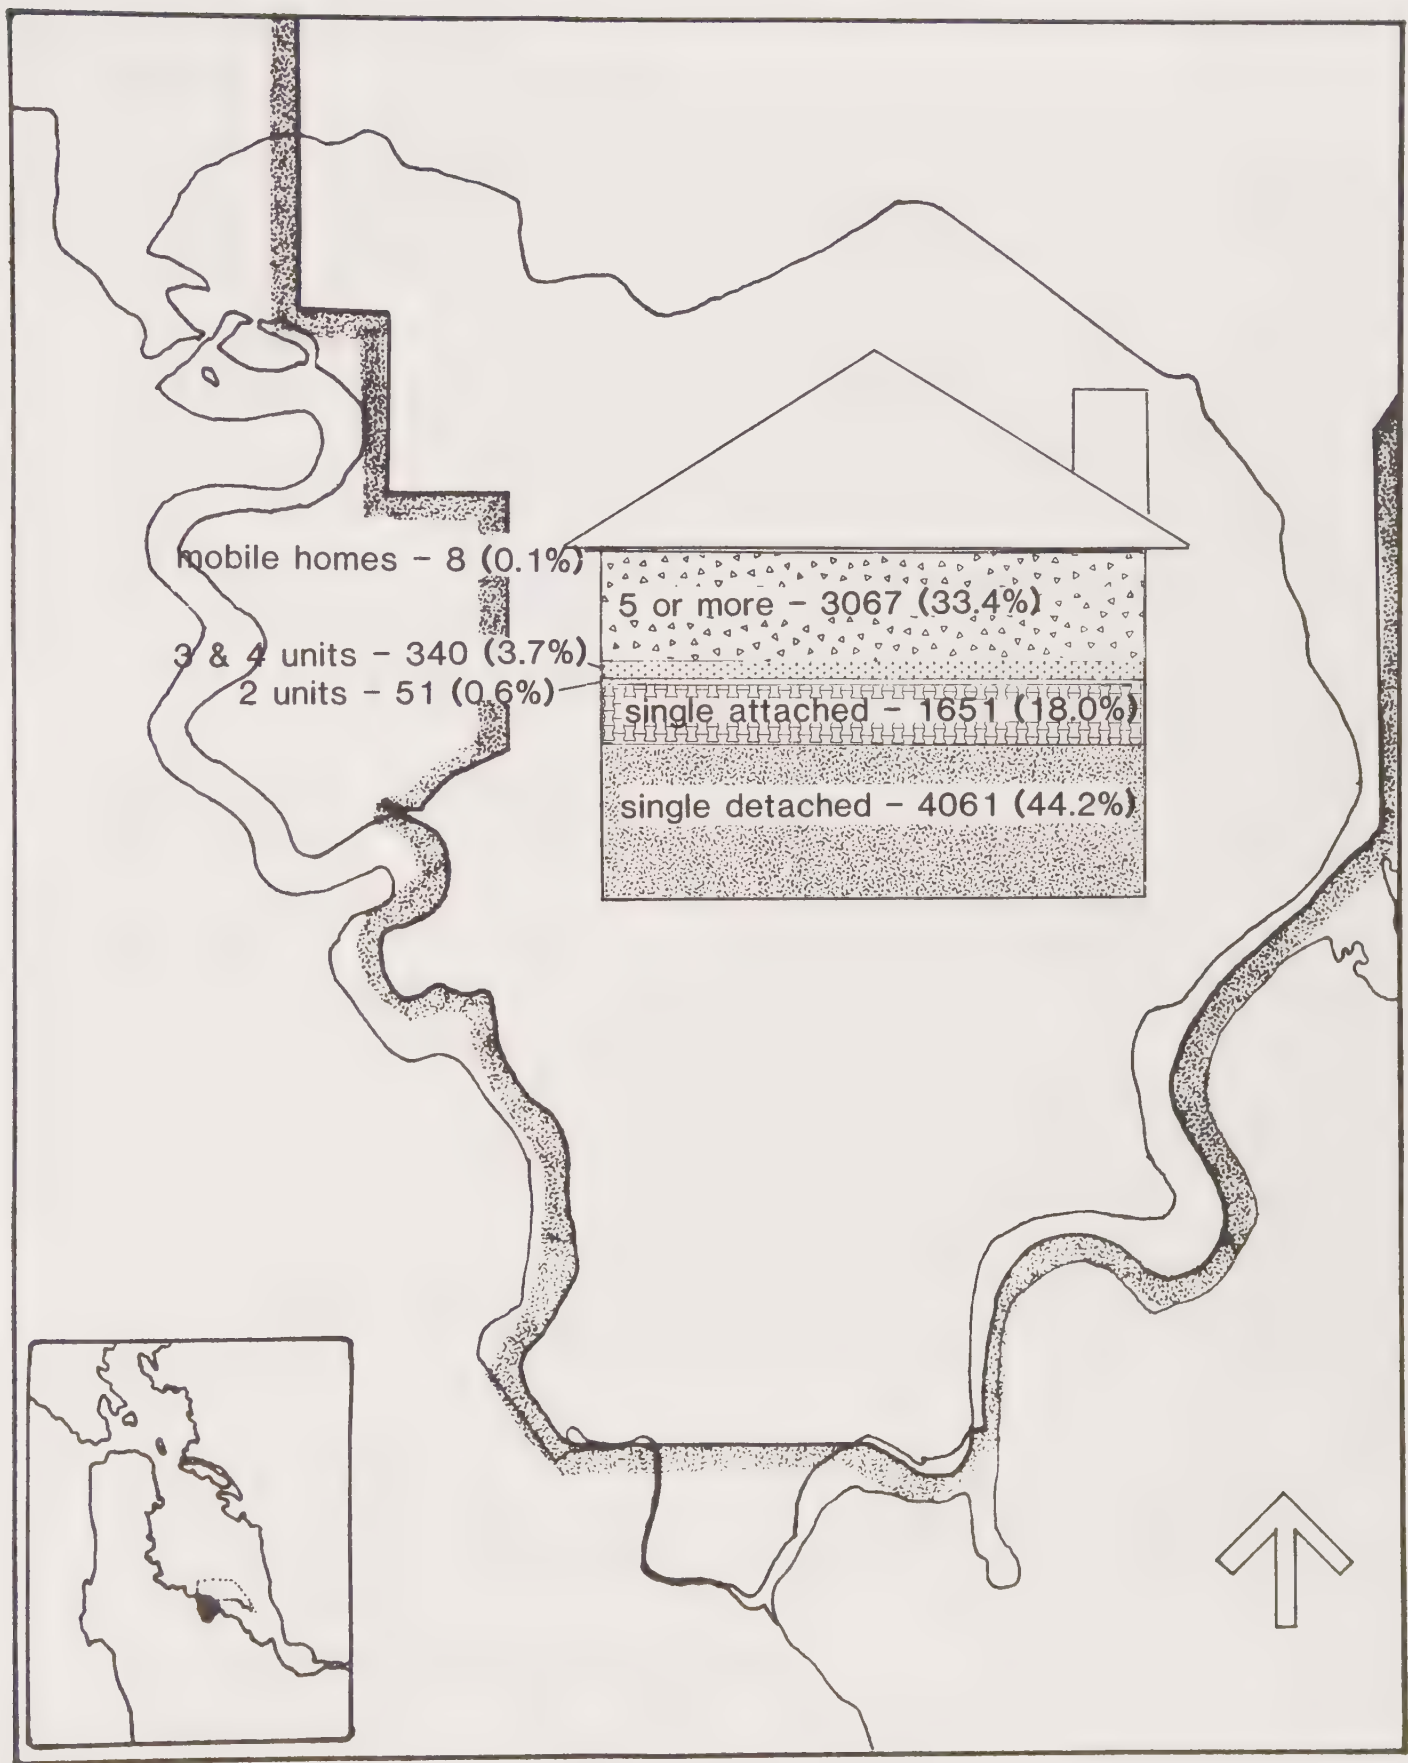 mobile homes – 8 (0.1%)
5 or more – 3067 (33.4%)
3 & 4 units – 340 (3.7%)
2 units – 51 (0.6%)
single attached – 1651 (18.0%)
single detached – 4061 (44.2%)